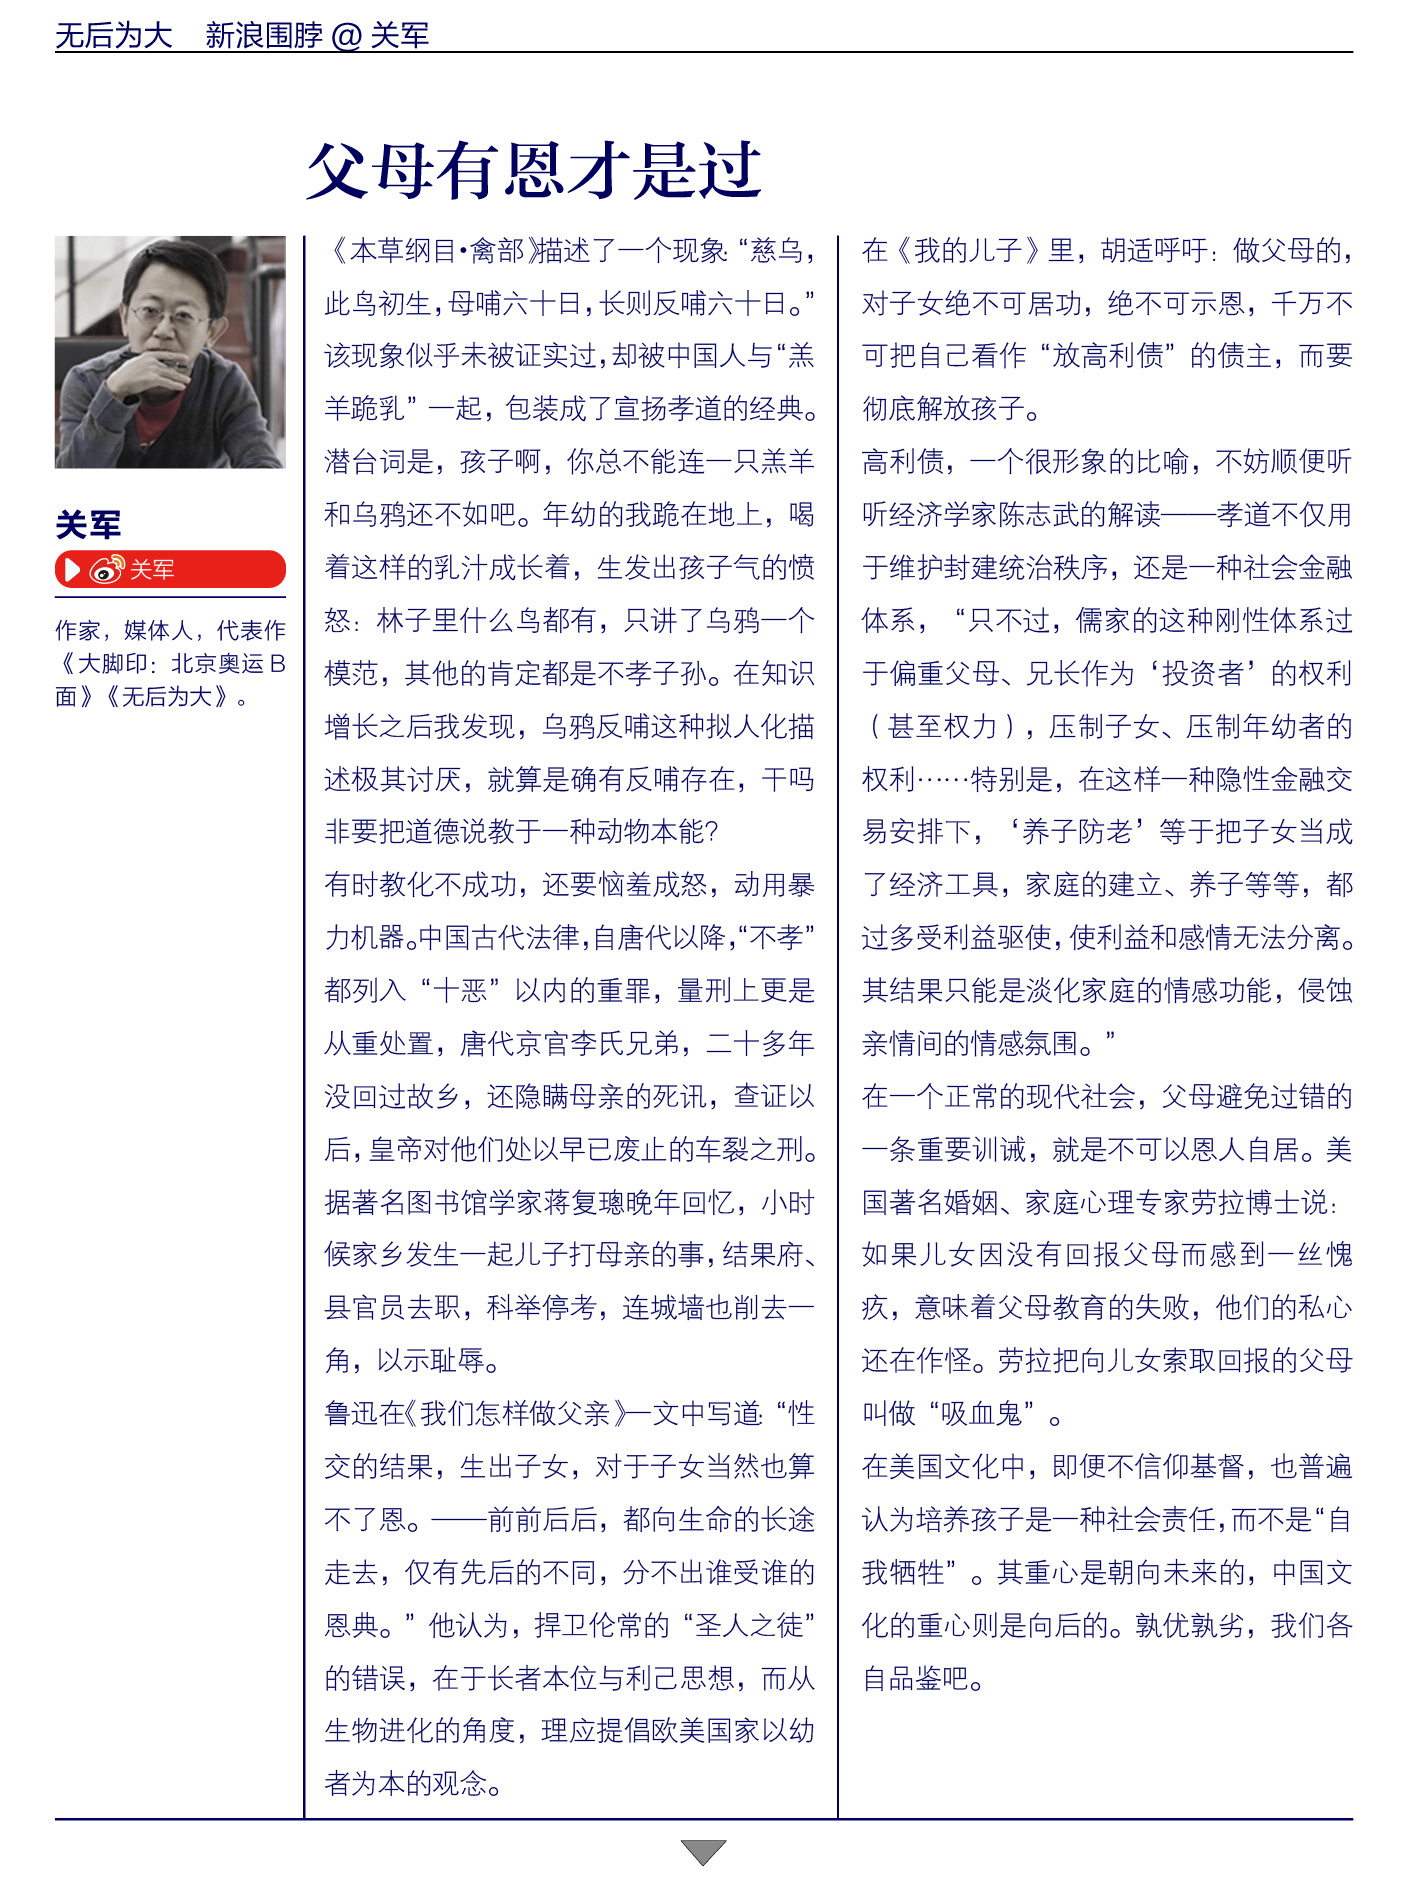 无后为大 新浪围脖 @ 关军
父母有恩才是过
关军
关军
作家，媒体人，代表作
《大脚印：北京奥运 B
面》《无后为大》。
《本草纲目·禽部》描述了一个现象：“慈乌，
此鸟初生，母哺六十日，长则反哺六十日。”
该现象似乎未被证实过，却被中国人与“羔
羊跪乳”一起，包装成了宣扬孝道的经典。
潜台词是，孩子啊，你总不能连一只羔羊
和乌鸦还不如吧。年幼的我跪在地上，喝
着这样的乳汁成长着，生发出孩子气的愤
怒：林子里什么鸟都有，只讲了乌鸦一个
模范，其他的肯定都是不孝子孙。在知识
增长之后我发现，乌鸦反哺这种拟人化描
述极其讨厌，就算是确有反哺存在，干吗
非要把道德说教于一种动物本能？
有时教化不成功，还要恼羞成怒，动用暴
力机器。中国古代法律，自唐代以降，“不孝”
都列入“十恶”以内的重罪，量刑上更是
从重处置，唐代京官李氏兄弟，二十多年
没回过故乡，还隐瞒母亲的死讯，查证以
后，皇帝对他们处以早已废止的车裂之刑。
据著名图书馆学家蒋复璁晚年回忆，小时
候家乡发生一起儿子打母亲的事，结果府、
县官员去职，科举停考，连城墙也削去一
角，以示耻辱。
鲁迅在《我们怎样做父亲》一文中写道：“性
交的结果，生出子女，对于子女当然也算
不了恩。——前前后后，都向生命的长途
走去，仅有先后的不同，分不出谁受谁的
恩典。”他认为，捍卫伦常的“圣人之徒”
的错误，在于长者本位与利己思想，而从
生物进化的角度，理应提倡欧美国家以幼
者为本的观念。
在《我的儿子》里，胡适呼吁：做父母的，
对子女绝不可居功，绝不可示恩，千万不
可把自己看作“放高利债”的债主，而要
彻底解放孩子。
高利债，一个很形象的比喻，不妨顺便听
听经济学家陈志武的解读——孝道不仅用
于维护封建统治秩序，还是一种社会金融
体系，“只不过，儒家的这种刚性体系过
于偏重父母、兄长作为‘投资者’的权利
（甚至权力），压制子女、压制年幼者的
权利……特别是，在这样一种隐性金融交
易安排下，‘养子防老’等于把子女当成
了经济工具，家庭的建立、养子等等，都
过多受利益驱使，使利益和感情无法分离。
其结果只能是淡化家庭的情感功能，侵蚀
亲情间的情感氛围。”
在一个正常的现代社会，父母避免过错的
一条重要训诫，就是不可以恩人自居。美
国著名婚姻、家庭心理专家劳拉博士说：
如果儿女因没有回报父母而感到一丝愧
疚，意味着父母教育的失败，他们的私心
还在作怪。劳拉把向儿女索取回报的父母
叫做“吸血鬼”。
在美国文化中，即便不信仰基督，也普遍
认为培养孩子是一种社会责任，而不是“自
我牺牲”。其重心是朝向未来的，中国文
化的重心则是向后的。孰优孰劣，我们各
自品鉴吧。